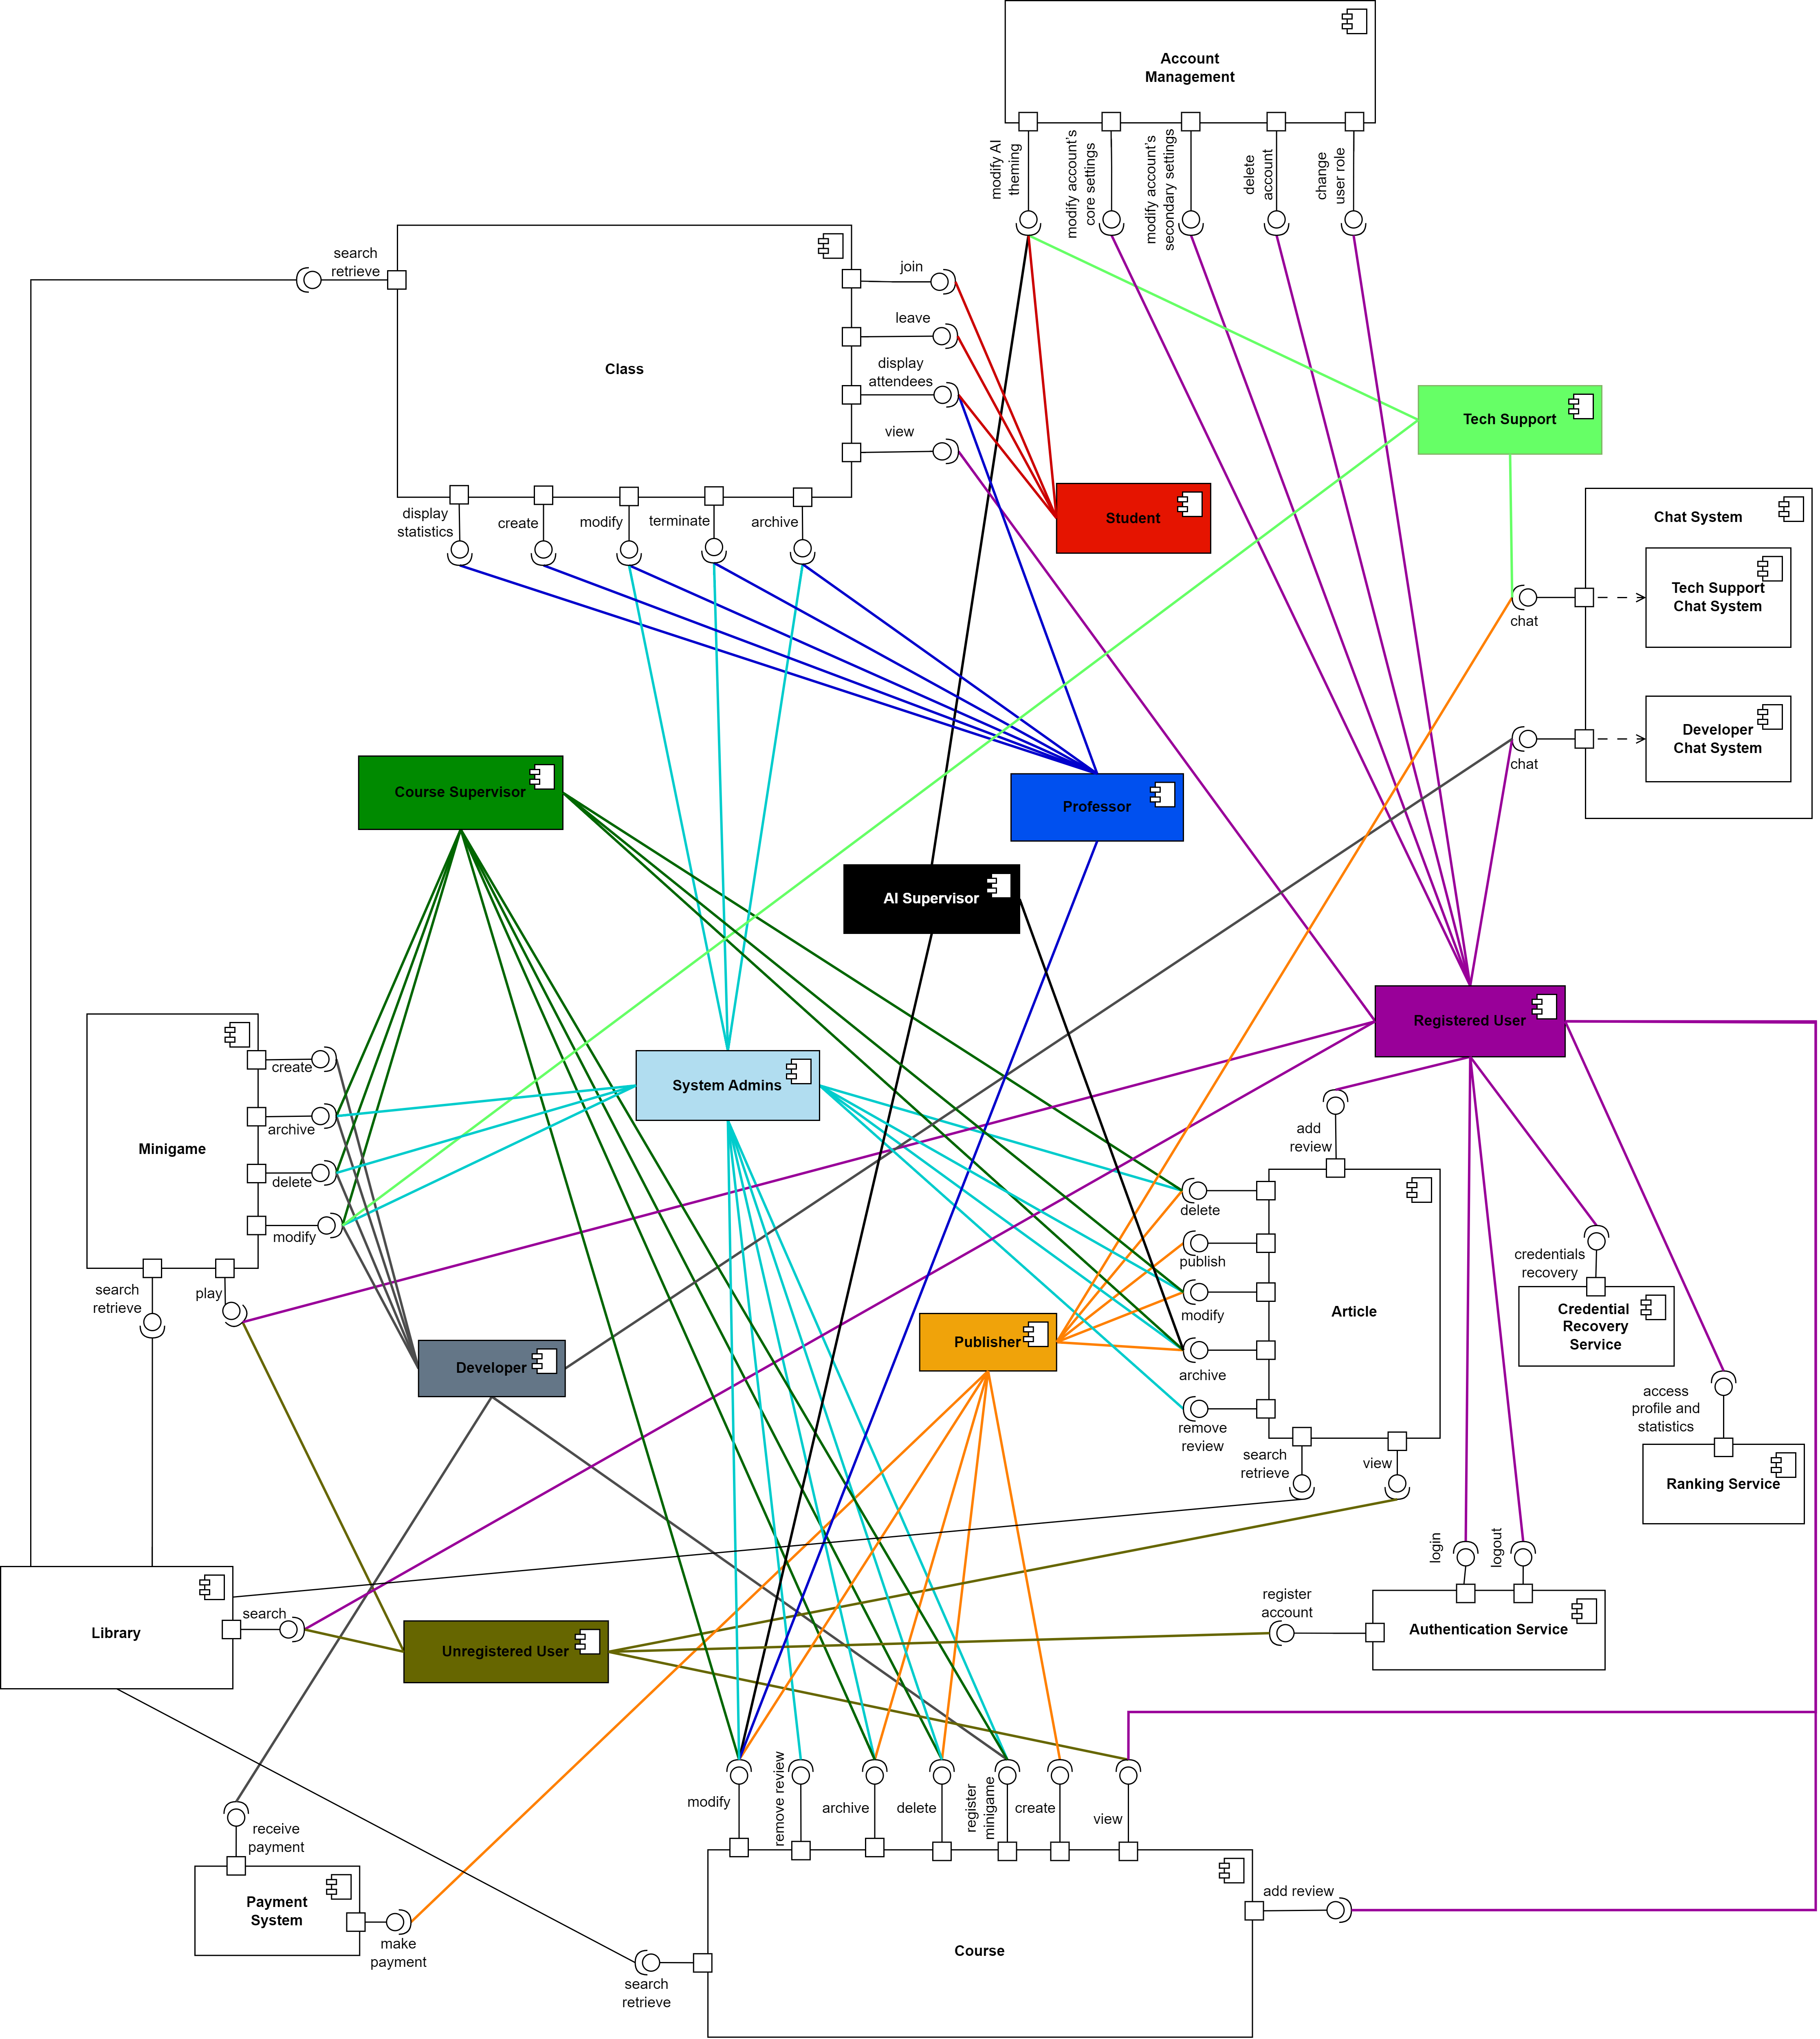 Account
Management
modify AI
theming
modify account's
core settings
modify account's
secondary settings
delete
account
change
user role
search
retrieve
join
leave
display
attendees
view
Class
display
statistics
create
modify
terminate
archive
Tech Support
Student
Chat System
Tech Support
Chat System
chat
Developer
Chat System
chat
Course Supervisor
Professor
AI Supervisor
Registered User
System Admins
Minigame
create
archive
delete
modify
search
retrieve
play
add
review
delete
publish
modify
archive
remove
review
search
retrieve
view
Article
credentials
recovery
Credential
Recovery
Service
Publisher
Developer
access
profile and
statistics
Ranking Service
login
logout
register
account
Authentication Service
Library
search
Unregistered User
modify
remove review
archive
delete
register
minigame
create
view
receive
payment
Payment
System
make
payment
add review
Course
search
retrieve